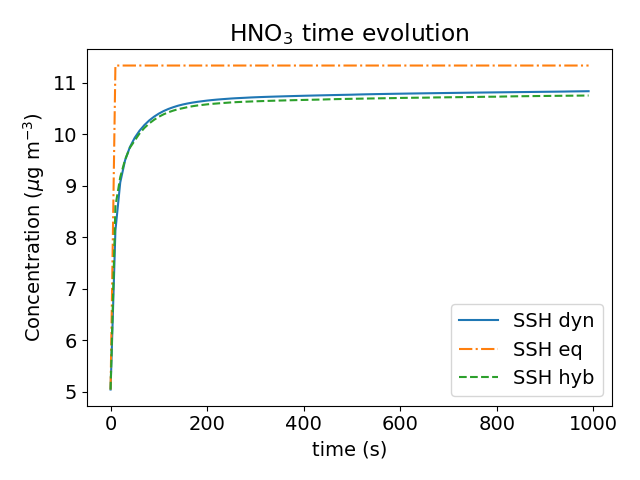 HNO₃ time evolution
Concentration (μg m⁻³)
11
10
9
8
7
6
5
0 200 400 600 800 1000
time (s)
SSH dyn
SSH eq
SSH hyb